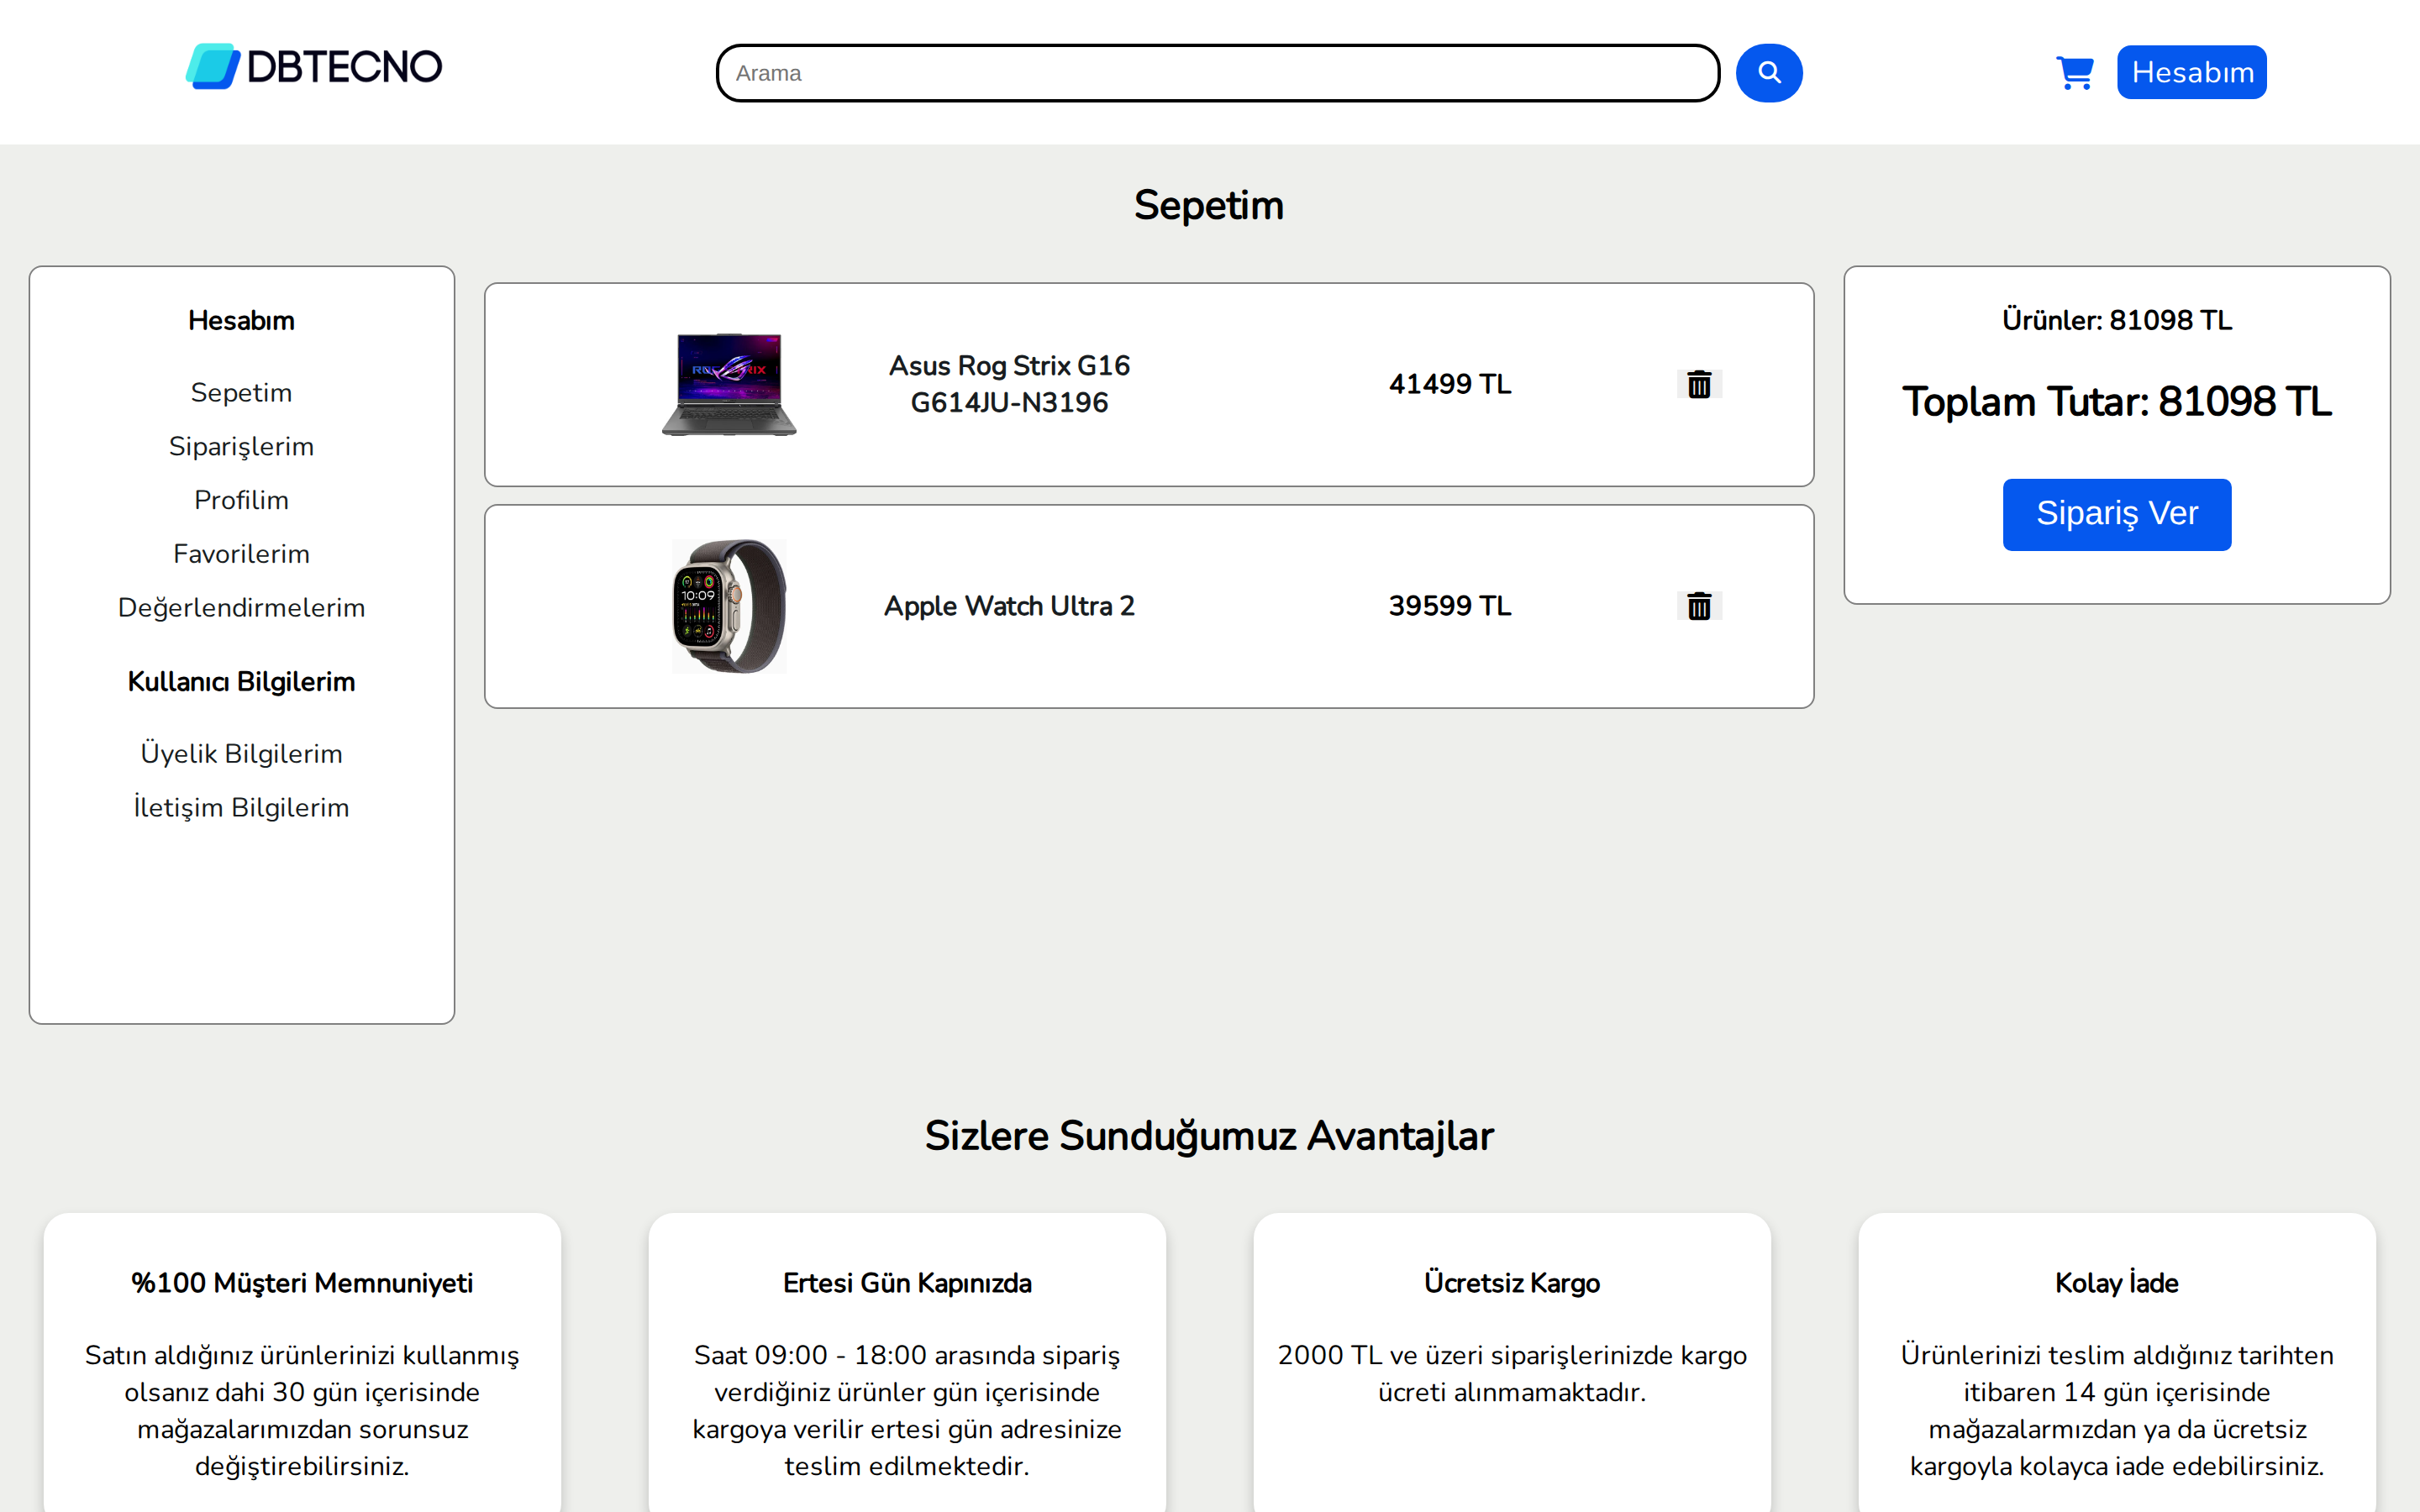 DBTECNO
Arama
Hesabım
Sepetim
Hesabım
Sepetim
Siparişlerim
Profilim
Favorilerim
Değerlendirmelerim
Kullanıcı Bilgilerim
Üyelik Bilgilerim
İletişim Bilgilerim
Asus Rog Strix G16
G614JU-N3196
41499 TL
10:09
Apple Watch Ultra 2
39599 TL
Ürünler: 81098 TL
Toplam Tutar: 81098 TL
Sipariş Ver
Sizlere Sunduğumuz Avantajlar
%100 Müşteri Memnuniyeti
Satın aldığınız ürünlerinizi kullanmış
olsanız dahi 30 gün içerisinde
mağazalarımızdan sorunsuz
değiştirebilirsiniz.
Ertesi Gün Kapınızda
Saat 09:00 - 18:00 arasında sipariş
verdiğiniz ürünler gün içerisinde
kargoya verilir ertesi gün adresinize
teslim edilmektedir.
Ücretsiz Kargo
2000 TL ve üzeri siparişlerinizde kargo
ücreti alınmamaktadır.
Kolay İade
Ürünlerinizi teslim aldığınız tarihten
itibaren 14 gün içerisinde
mağazalarmızdan ya da ücretsiz
kargoyla kolayca iade edebilirsiniz.